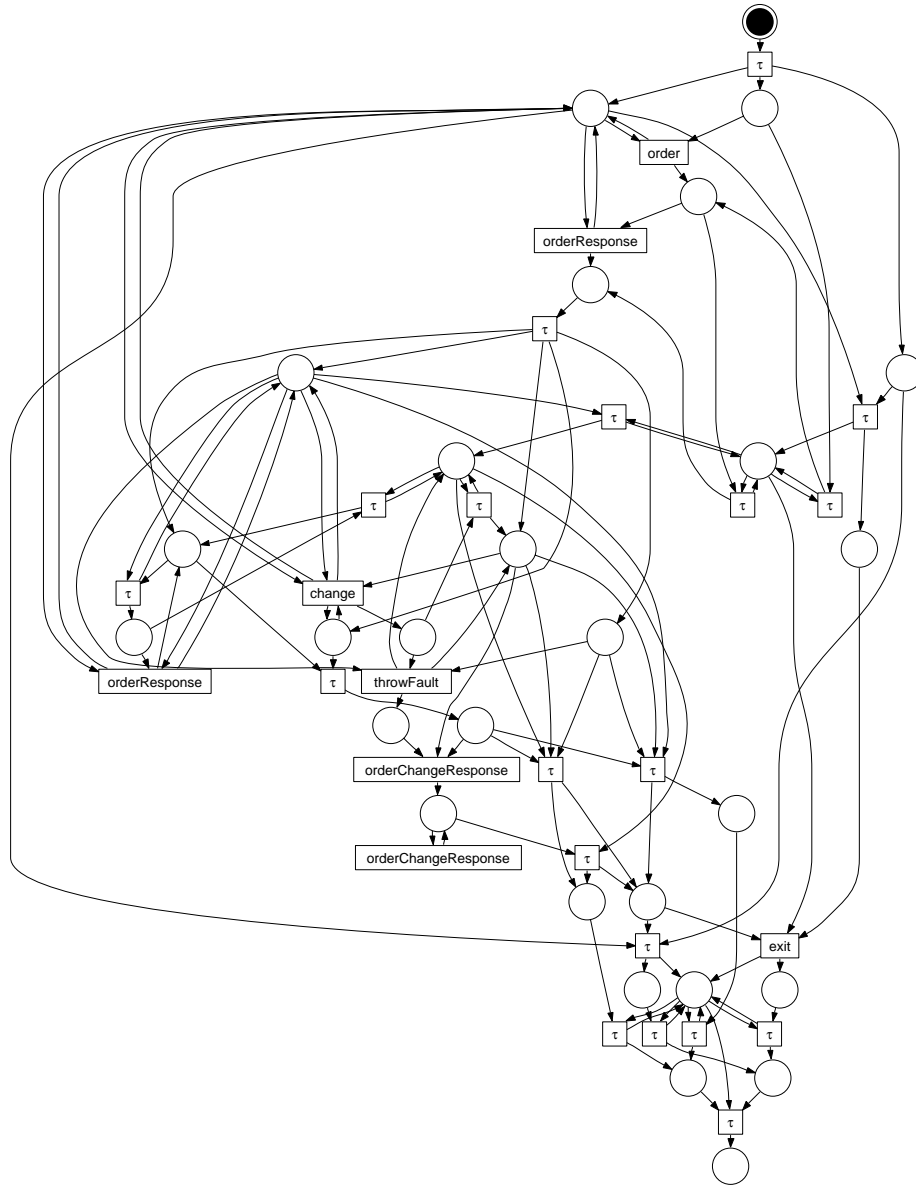 τ
order
orderResponse
τ
τ
τ
τ
τ
τ
τ
τ
change
orderResponse
τ
throwFault
orderChangeResponse
τ
τ
orderChangeResponse
τ
τ
exit
τ
τ
τ
τ
τ